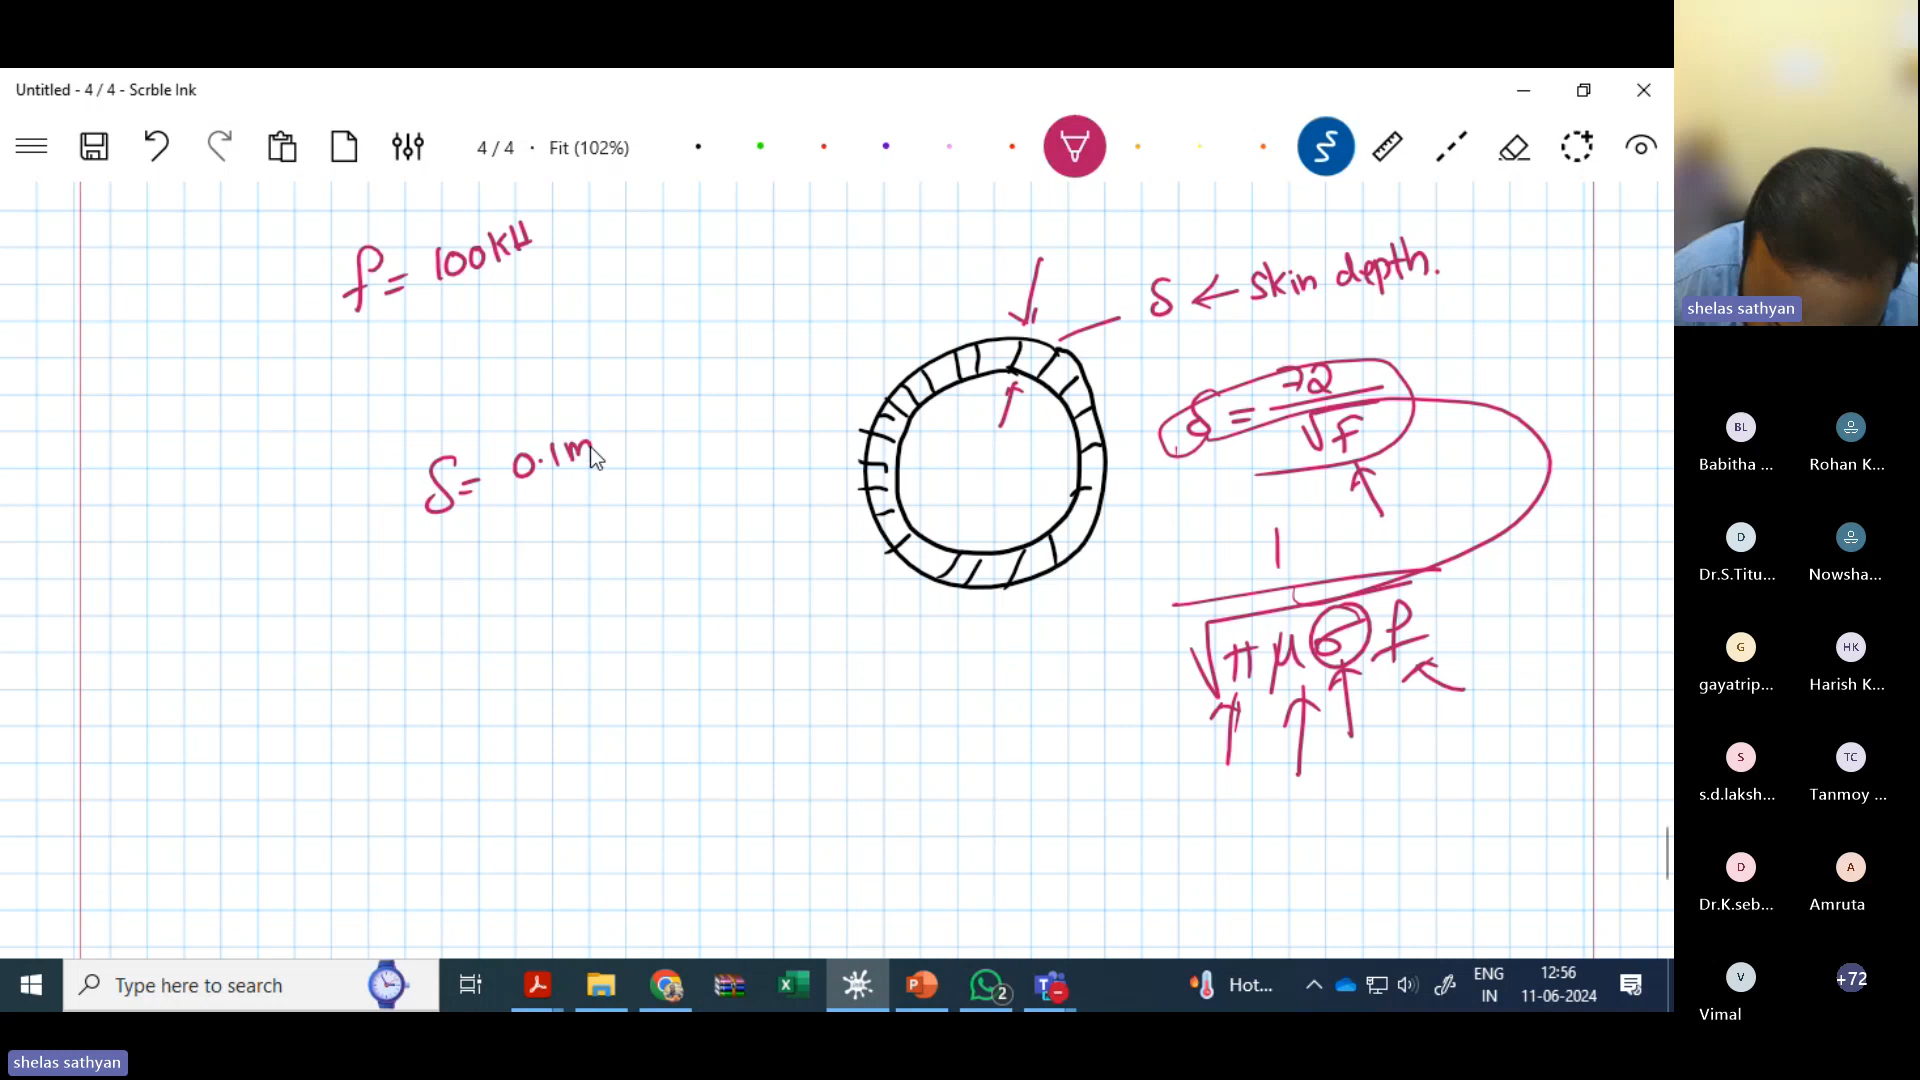 Untitled - 4 / 4 - Scrble Ink
4 / 4 · Fit (102%)
f = 100kH
δ ← skin depth.
δ = 72 / √F
δ = 0.1m
1 / √π μ σ f
shelas sathyan
BL
Babitha ...
Rohan K...
D
Dr.S.Titu...
Nowsha...
G
gayatrip...
HK
Harish K...
S
s.d.laksh...
TC
Tanmoy ...
D
Dr.K.seb...
A
Amruta
V
Vimal
+72
Type here to search
2
Hot...
ENG
IN
12:56
11-06-2024
shelas sathyan